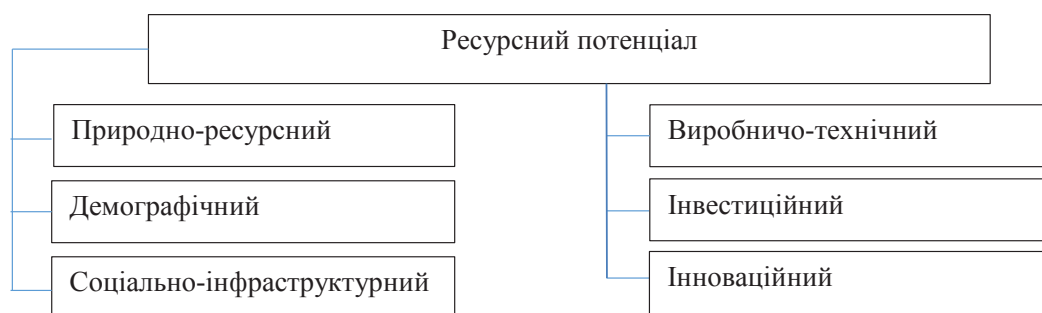 Ресурсний потенціал
Природно-ресурсний
Демографічний
Соціально-інфраструктурний
Виробничо-технічний
Інвестиційний
Інноваційний